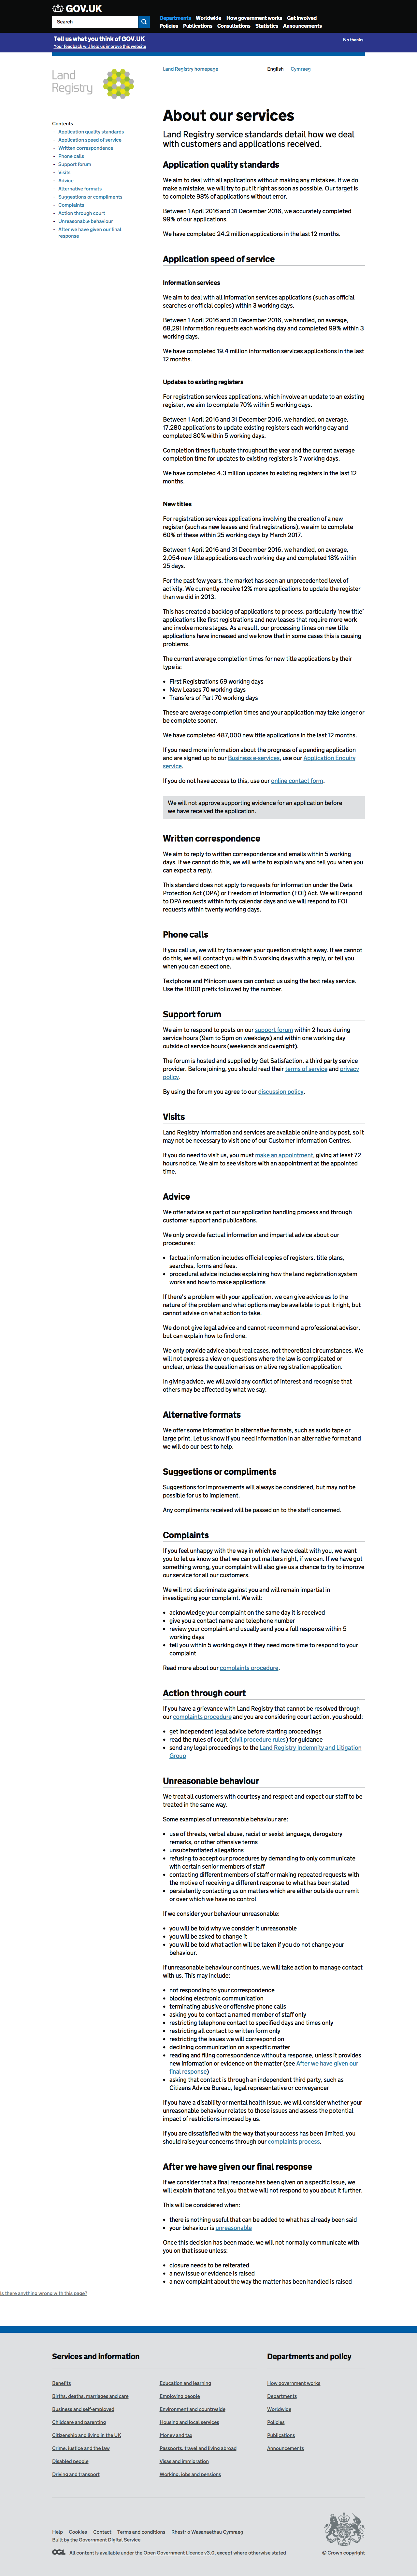 GOV.UK
Search
Departments Worldwide How government works Get involved
Policies Publications Consultations Statistics Announcements
Tell us what you think of GOV.UK
Your feedback will help us improve this website
No thanks
Land Registry
Land Registry homepage
English Cymraeg
Contents
- Application quality standards
- Application speed of service
- Written correspondence
- Phone calls
- Support forum
- Visits
- Advice
- Alternative formats
- Suggestions or compliments
- Complaints
- Action through court
- Unreasonable behaviour
- After we have given our final
response
About our services
Land Registry service standards detail how we deal
with customers and applications received.
Application quality standards
We aim to deal with all applications without making any mistakes. If we do
make a mistake, we will try to put it right as soon as possible. Our target is
to complete 98% of applications without error.
Between 1 April 2016 and 31 December 2016, we accurately completed
99% of our applications.
We have completed 24.2 million applications in the last 12 months.
Application speed of service
Information services
We aim to deal with all information services applications (such as official
searches or official copies) within 3 working days.
Between 1 April 2016 and 31 December 2016, we handled, on average,
68,291 information requests each working day and completed 99% within 3
working days.
We have completed 19.4 million information services applications in the last
12 months.
Updates to existing registers
For registration services applications, which involve an update to an existing
register, we aim to complete 70% within 5 working days.
Between 1 April 2016 and 31 December 2016, we handled, on average,
17,280 applications to update existing registers each working day and
completed 80% within 5 working days.
Completion times fluctuate throughout the year and the current average
completion time for updates to existing registers is 7 working days.
We have completed 4.3 million updates to existing registers in the last 12
months.
New titles
For registration services applications involving the creation of a new
register (such as new leases and first registrations), we aim to complete
60% of these within 25 working days by March 2017.
Between 1 April 2016 and 31 December 2016, we handled, on average,
2,054 new title applications each working day and completed 18% within
25 days.
For the past few years, the market has seen an unprecedented level of
activity. We currently receive 12% more applications to update the register
than we did in 2013.
This has created a backlog of applications to process, particularly 'new title'
applications like first registrations and new leases that require more work
and involve more stages. As a result, our processing times on new title
applications have increased and we know that in some cases this is causing
problems.
The current average completion times for new title applications by their
type is:
• First Registrations 69 working days
• New Leases 70 working days
• Transfers of Part 70 working days
These are average completion times and your application may take longer or
be complete sooner.
We have completed 487,000 new title applications in the last 12 months.
If you need more information about the progress of a pending application
and are signed up to our Business e-services, use our Application Enquiry
service.
If you do not have access to this, use our online contact form.
We will not approve supporting evidence for an application before
we have received the application.
Written correspondence
We aim to reply to written correspondence and emails within 5 working
days. If we cannot do this, we will write to explain why and tell you when you
can expect a reply.
This standard does not apply to requests for information under the Data
Protection Act (DPA) or Freedom of Information (FOI) Act. We will respond
to DPA requests within forty calendar days and we will respond to FOI
requests within twenty working days.
Phone calls
If you call us, we will try to answer your question straight away. If we cannot
do this, we will contact you within 5 working days with a reply, or tell you
when you can expect one.
Textphone and Minicom users can contact us using the text relay service.
Use the 18001 prefix followed by the number.
Support forum
We aim to respond to posts on our support forum within 2 hours during
service hours (9am to 5pm on weekdays) and within one working day
outside of service hours (weekends and overnight).
The forum is hosted and supplied by Get Satisfaction, a third party service
provider. Before joining, you should read their terms of service and privacy
policy.
By using the forum you agree to our discussion policy.
Visits
Land Registry information and services are available online and by post, so it
may not be necessary to visit one of our Customer Information Centres.
If you do need to visit us, you must make an appointment, giving at least 72
hours notice. We aim to see visitors with an appointment at the appointed
time.
Advice
We offer advice as part of our application handling process and through
customer support and publications.
We only provide factual information and impartial advice about our
procedures:
• factual information includes official copies of registers, title plans,
searches, forms and fees.
• procedural advice includes explaining how the land registration system
works and how to make applications
If there's a problem with your application, we can give advice as to the
nature of the problem and what options may be available to put it right, but
cannot advise on what action to take.
We do not give legal advice and cannot recommend a professional advisor,
but can explain how to find one.
We only provide advice about real cases, not theoretical circumstances. We
will not express a view on questions where the law is complicated or
unclear, unless the question arises on a live registration application.
In giving advice, we will avoid any conflict of interest and recognise that
others may be affected by what we say.
Alternative formats
We offer some information in alternative formats, such as audio tape or
large print. Let us know if you need information in an alternative format and
we will do our best to help.
Suggestions or compliments
Suggestions for improvements will always be considered, but may not be
possible for us to implement.
Any compliments received will be passed on to the staff concerned.
Complaints
If you feel unhappy with the way in which we have dealt with you, we want
you to let us know so that we can put matters right, if we can. If we have got
something wrong, your complaint will also give us a chance to try to improve
our service for all our customers.
We will not discriminate against you and will remain impartial in
investigating your complaint. We will:
• acknowledge your complaint on the same day it is received
• give you a contact name and telephone number
• review your complaint and usually send you a full response within 5
working days
• tell you within 5 working days if they need more time to respond to your
complaint
Read more about our complaints procedure.
Action through court
If you have a grievance with Land Registry that cannot be resolved through
our complaints procedure and you are considering court action, you should:
• get independent legal advice before starting proceedings
• read the rules of court (civil procedure rules) for guidance
• send any legal proceedings to the Land Registry Indemnity and Litigation
Group
Unreasonable behaviour
We treat all customers with courtesy and respect and expect our staff to be
treated in the same way.
Some examples of unreasonable behaviour are:
• use of threats, verbal abuse, racist or sexist language, derogatory
remarks, or other offensive terms
• unsubstantiated allegations
• refusing to accept our procedures by demanding to only communicate
with certain senior members of staff
• contacting different members of staff or making repeated requests with
the motive of receiving a different response to what has been stated
• persistently contacting us on matters which are either outside our remit
or over which we have no control
If we consider your behaviour unreasonable:
• you will be told why we consider it unreasonable
• you will be asked to change it
• you will be told what action will be taken if you do not change your
behaviour.
If unreasonable behaviour continues, we will take action to manage contact
with us. This may include:
• not responding to your correspondence
• blocking electronic communication
• terminating abusive or offensive phone calls
• asking you to contact a named member of staff only
• restricting telephone contact to specified days and times only
• restricting all contact to written form only
• restricting the issues we will correspond on
• declining communication on a specific matter
• reading and filing correspondence without a response, unless it provides
new information or evidence on the matter (see After we have given our
final response)
• asking that contact is through an independent third party, such as
Citizens Advice Bureau, legal representative or conveyancer
If you have a disability or mental health issue, we will consider whether your
unreasonable behaviour relates to those issues and assess the potential
impact of restrictions imposed by us.
If you are dissatisfied with the way that your access has been limited, you
should raise your concerns through our complaints process.
After we have given our final response
If we consider that a final response has been given on a specific issue, we
will explain that and tell you that we will not respond to you about it further.
This will be considered when:
• there is nothing useful that can be added to what has already been said
• your behaviour is unreasonable
Once this decision has been made, we will not normally communicate with
you on that issue unless:
• closure needs to be reiterated
• a new issue or evidence is raised
• a new complaint about the way the matter has been handled is raised
Is there anything wrong with this page?
Services and information
Benefits
Births, deaths, marriages and care
Business and self-employed
Childcare and parenting
Citizenship and living in the UK
Crime, justice and the law
Disabled people
Driving and transport
Education and learning
Employing people
Environment and countryside
Housing and local services
Money and tax
Passports, travel and living abroad
Visas and immigration
Working, jobs and pensions
Departments and policy
How government works
Departments
Worldwide
Policies
Publications
Announcements
Help Cookies Contact Terms and conditions Rhestr o Wasanaethau Cymraeg
Built by the Government Digital Service
OGL All content is available under the Open Government Licence v3.0, except where otherwise stated
© Crown copyright